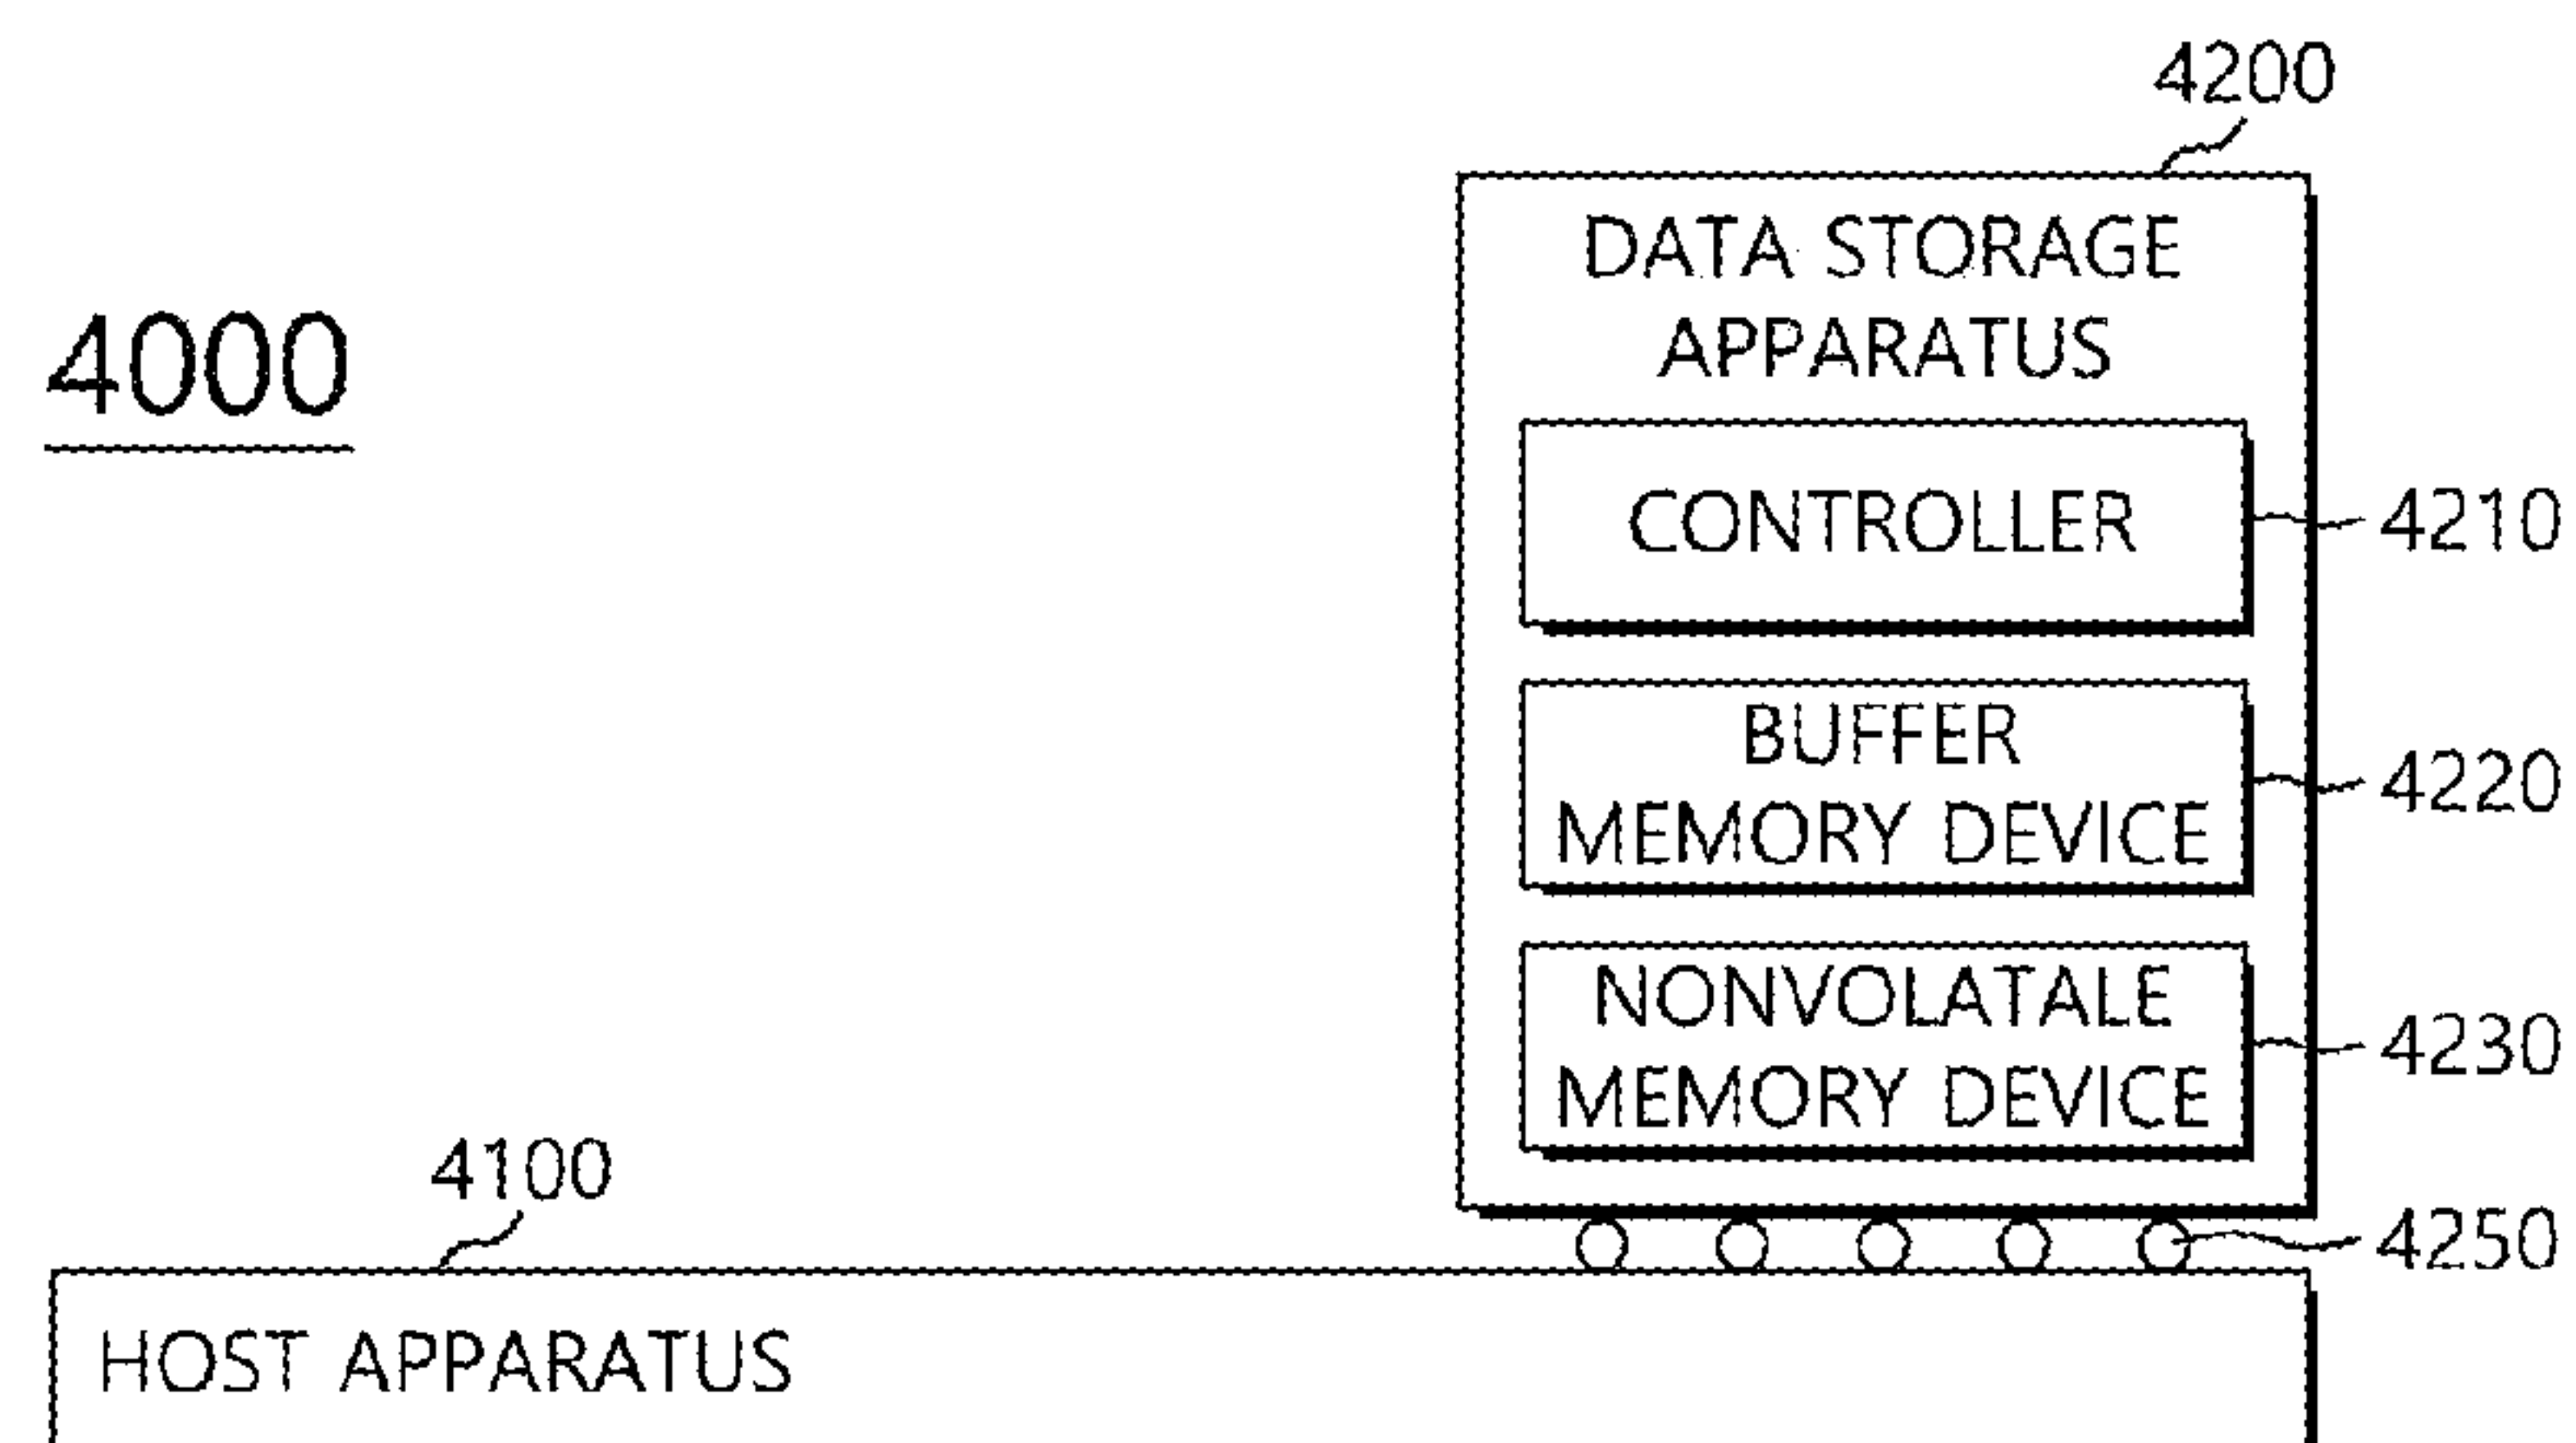 4200
DATA STORAGE
APPARATUS
4000
CONTROLLER
4210
BUFFER
MEMORY DEVICE
4220
NONVOLATALE
MEMORY DEVICE
4230
4100
4250
HOST APPARATUS